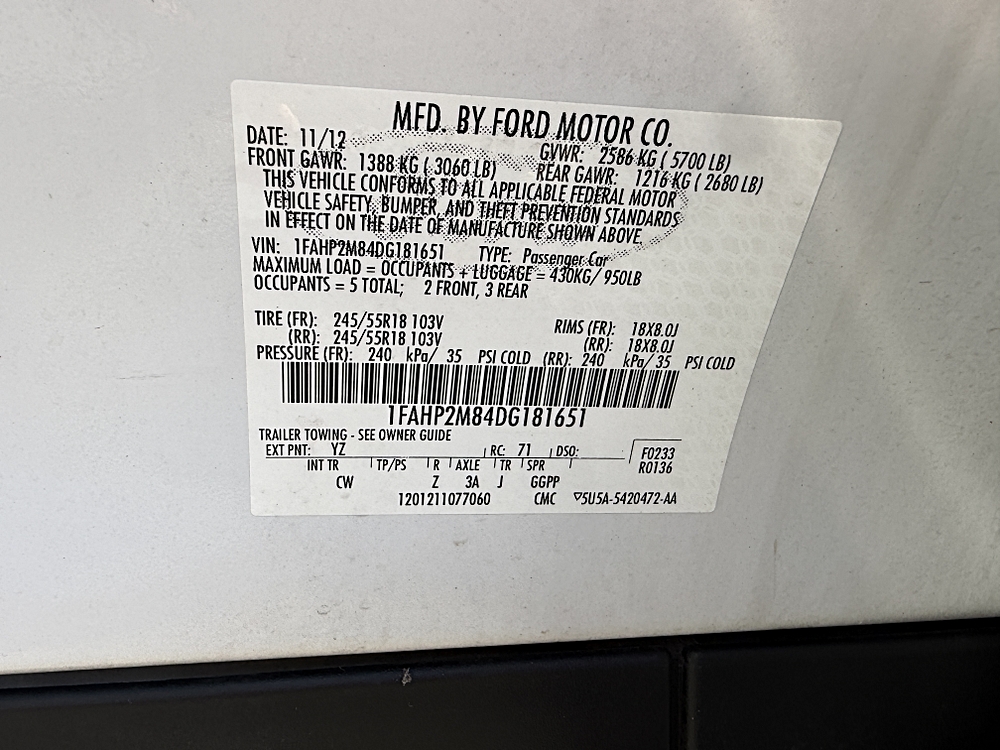 MFD. BY FORD MOTOR CO.
DATE: 11/12 GVWR: 2586 KG ( 5700 LB)
FRONT GAWR: 1388 KG ( 3060 LB) REAR GAWR: 1216 KG ( 2680 LB)
THIS VEHICLE CONFORMS TO ALL APPLICABLE FEDERAL MOTOR
VEHICLE SAFETY, BUMPER, AND THEFT PREVENTION STANDARDS
IN EFFECT ON THE DATE OF MANUFACTURE SHOWN ABOVE.
VIN: 1FAHP2M84DG181651 TYPE: Passenger Car
MAXIMUM LOAD = OCCUPANTS + LUGGAGE = 430KG/ 950LB
OCCUPANTS = 5 TOTAL; 2 FRONT, 3 REAR
TIRE (FR): 245/55R18 103V RIMS (FR): 18X8.0J
(RR): 245/55R18 103V (RR): 18X8.0J
PRESSURE (FR): 240 kPa/ 35 PSI COLD (RR): 240 kPa/ 35 PSI COLD
1FAHP2M84DG181651
TRAILER TOWING - SEE OWNER GUIDE
EXT PNT: YZ RC: 71 DSO: F0233
INT TR TP/PS R AXLE TR SPR R0136
CW Z 3A J GGPP
1201211077060 CMC ▽5U5A-5420472-AA